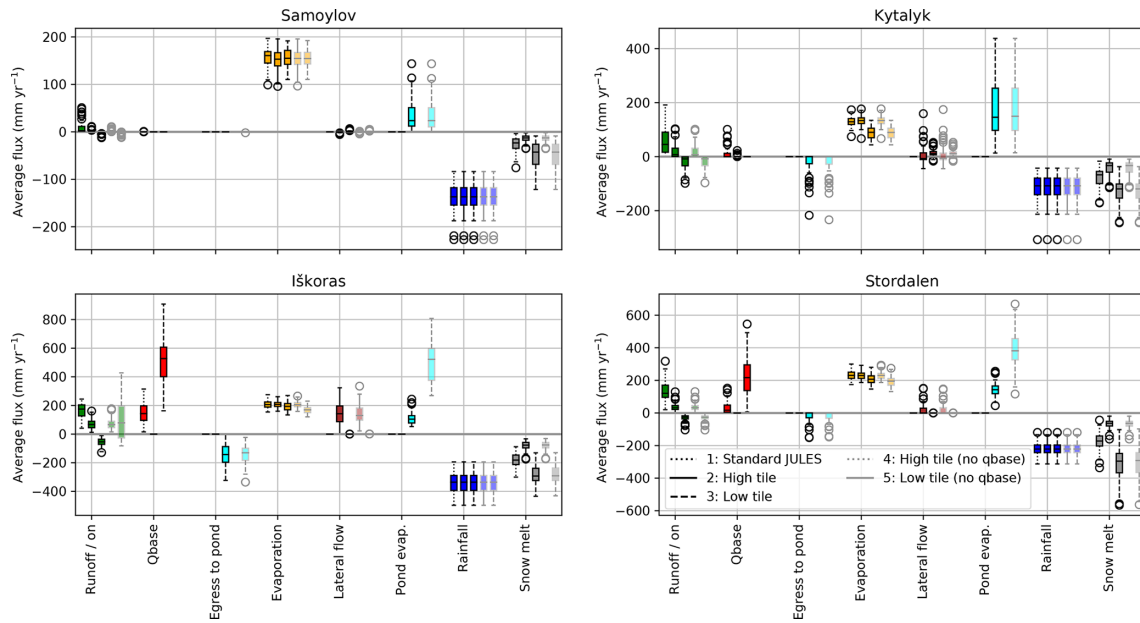 Samoylov
Average flux (mm yr⁻¹)
200
100
0
−100
−200
Kytalyk
Average flux (mm yr⁻¹)
400
200
0
−200
Iškoras
Average flux (mm yr⁻¹)
800
600
400
200
0
−200
−400
Runoff / on
Qbase
Egress to pond
Evaporation
Lateral flow
Pond evap.
Rainfall
Snow melt
Stordalen
Average flux (mm yr⁻¹)
600
400
200
0
−200
−400
−600
1: Standard JULES
2: High tile
3: Low tile
4: High tile (no qbase)
5: Low tile (no qbase)
Runoff / on
Qbase
Egress to pond
Evaporation
Lateral flow
Pond evap.
Rainfall
Snow melt